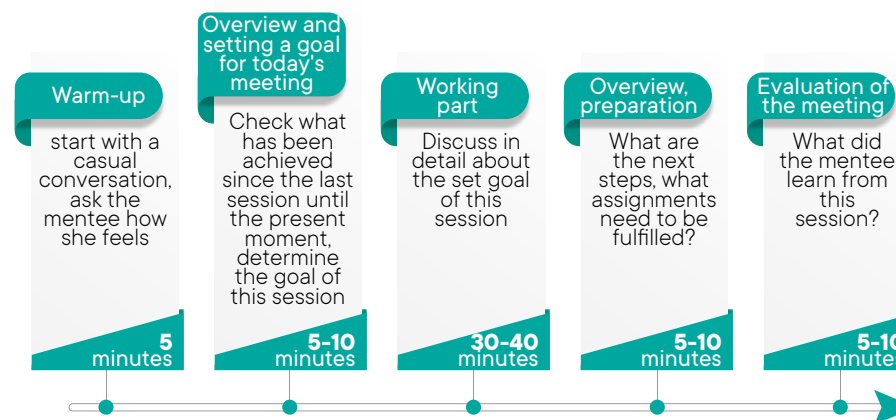 Warm-up
start with a
casual
conversation,
ask the
mentee how
she feels
5
minutes
Overview and
setting a goal
for today's
meeting
Check what
has been
achieved
since the last
session until
the present
moment,
determine
the goal of
this session
5-10
minutes
Working
part
Discuss in
detail about
the set goal
of this
session
30-40
minutes
Overview,
preparation
What are
the next
steps, what
assignments
need to be
fulfilled?
5-10
minutes
Evaluation of
the meeting
What did
the mentee
learn from
this
session?
5-10
minute